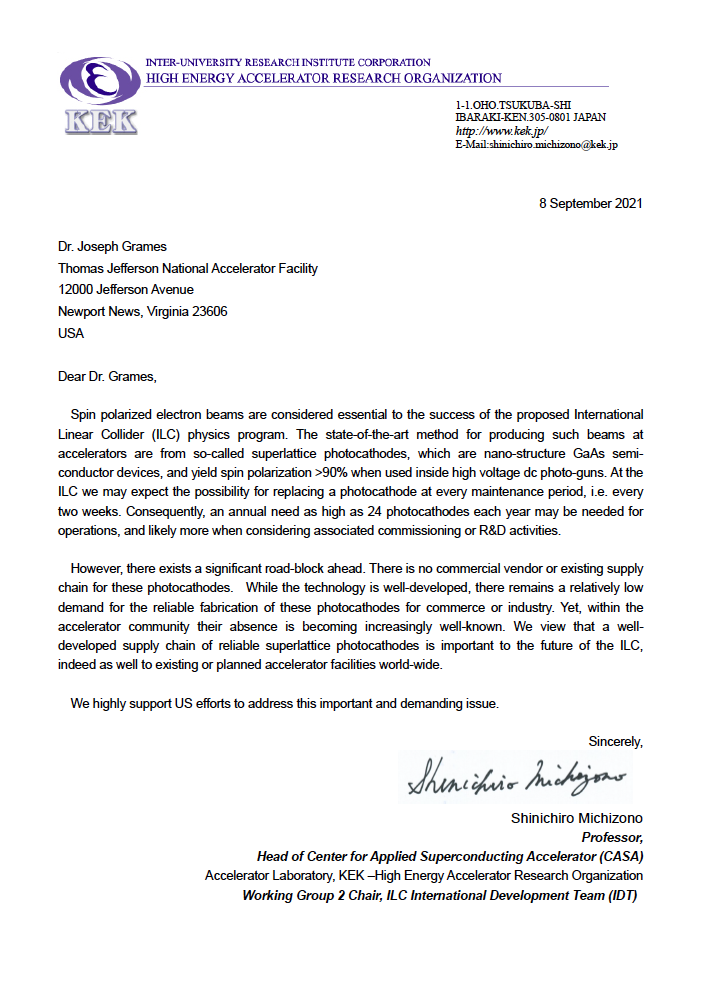 INTER-UNIVERSITY RESEARCH INSTITUTE CORPORATION
HIGH ENERGY ACCELERATOR RESEARCH ORGANIZATION
KEK
1-1.OHO.TSUKUBA-SHI
IBARAKI-KEN.305-0801 JAPAN
http://www.kek.jp/
E-Mail:shinichiro.michizono@kek.jp
8 September 2021
Dr. Joseph Grames
Thomas Jefferson National Accelerator Facility
12000 Jefferson Avenue
Newport News, Virginia 23606
USA
Dear Dr. Grames,
Spin polarized electron beams are considered essential to the success of the proposed International
Linear Collider (ILC) physics program. The state-of-the-art method for producing such beams at
accelerators are from so-called superlattice photocathodes, which are nano-structure GaAs semi-
conductor devices, and yield spin polarization >90% when used inside high voltage dc photo-guns. At the
ILC we may expect the possibility for replacing a photocathode at every maintenance period, i.e. every
two weeks. Consequently, an annual need as high as 24 photocathodes each year may be needed for
operations, and likely more when considering associated commissioning or R&D activities.
However, there exists a significant road-block ahead. There is no commercial vendor or existing supply
chain for these photocathodes. While the technology is well-developed, there remains a relatively low
demand for the reliable fabrication of these photocathodes for commerce or industry. Yet, within the
accelerator community their absence is becoming increasingly well-known. We view that a well-
developed supply chain of reliable superlattice photocathodes is important to the future of the ILC,
indeed as well to existing or planned accelerator facilities world-wide.
We highly support US efforts to address this important and demanding issue.
Sincerely,
Shinichiro Michizono
Shinichiro Michizono
Professor,
Head of Center for Applied Superconducting Accelerator (CASA)
Accelerator Laboratory, KEK –High Energy Accelerator Research Organization
Working Group 2 Chair, ILC International Development Team (IDT)